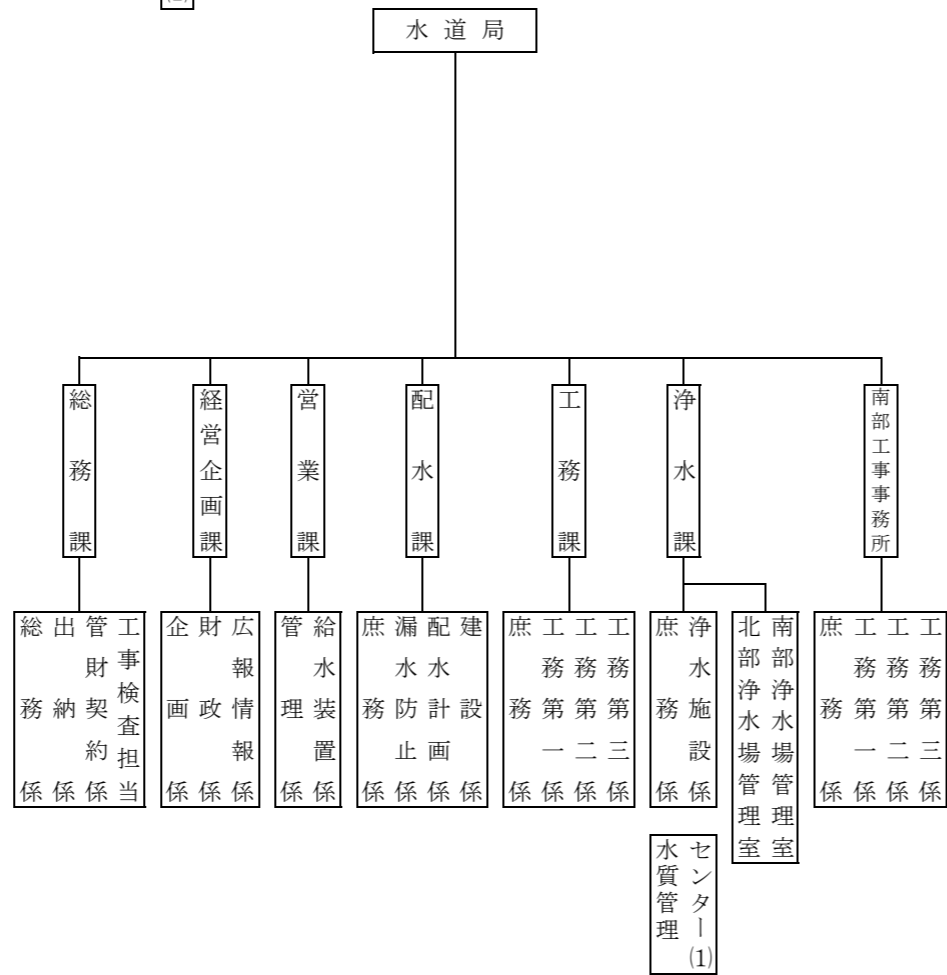 (2)
水道局
総務課
経営企画課
営業課
配水課
工務課
浄水課
南部工事事務所
総務係
出納係
管財契約係
工事検査担当
企画係
財政係
広報情報係
管理係
給水装置係
庶務係
漏水防止係
配水計画係
建設係
庶務係
工務第一係
工務第二係
工務第三係
庶務係
浄水施設係
北部浄水場管理室
南部浄水場管理室
庶務係
工務第一係
工務第二係
工務第三係
水質管理
センター(1)